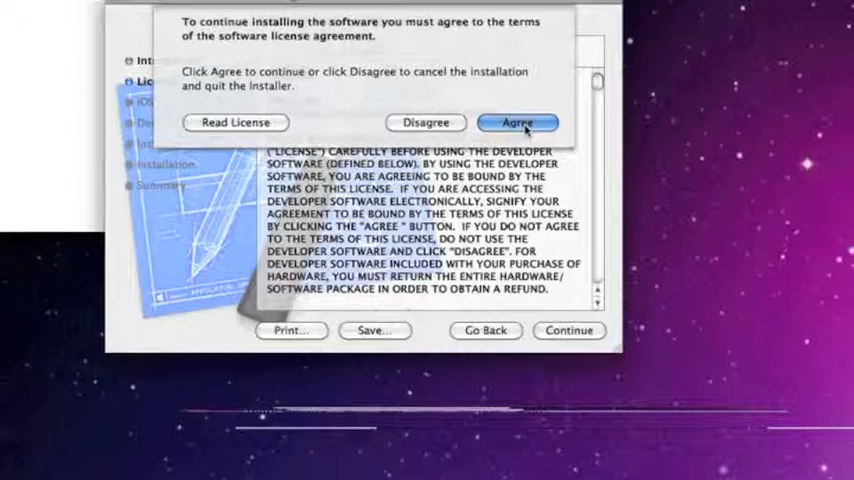 To continue installing the software you must agree to the terms
of the software license agreement.
Click Agree to continue or click Disagree to cancel the installation
and quit the installer.
Read License
Disagree
Agree
Int
Lic
iOS
De
Inst
Installation
Summary
("LICENSE") CAREFULLY BEFORE USING THE DEVELOPER
SOFTWARE (DEFINED BELOW). BY USING THE DEVELOPER
SOFTWARE, YOU ARE AGREEING TO BE BOUND BY THE
TERMS OF THIS LICENSE. IF YOU ARE ACCESSING THE
DEVELOPER SOFTWARE ELECTRONICALLY, SIGNIFY YOUR
AGREEMENT TO BE BOUND BY THE TERMS OF THIS LICENSE
BY CLICKING THE "AGREE " BUTTON. IF YOU DO NOT AGREE
TO THE TERMS OF THIS LICENSE, DO NOT USE THE
DEVELOPER SOFTWARE AND CLICK "DISAGREE". FOR
DEVELOPER SOFTWARE INCLUDED WITH YOUR PURCHASE OF
HARDWARE, YOU MUST RETURN THE ENTIRE HARDWARE/
SOFTWARE PACKAGE IN ORDER TO OBTAIN A REFUND.
Print...
Save...
Go Back
Continue